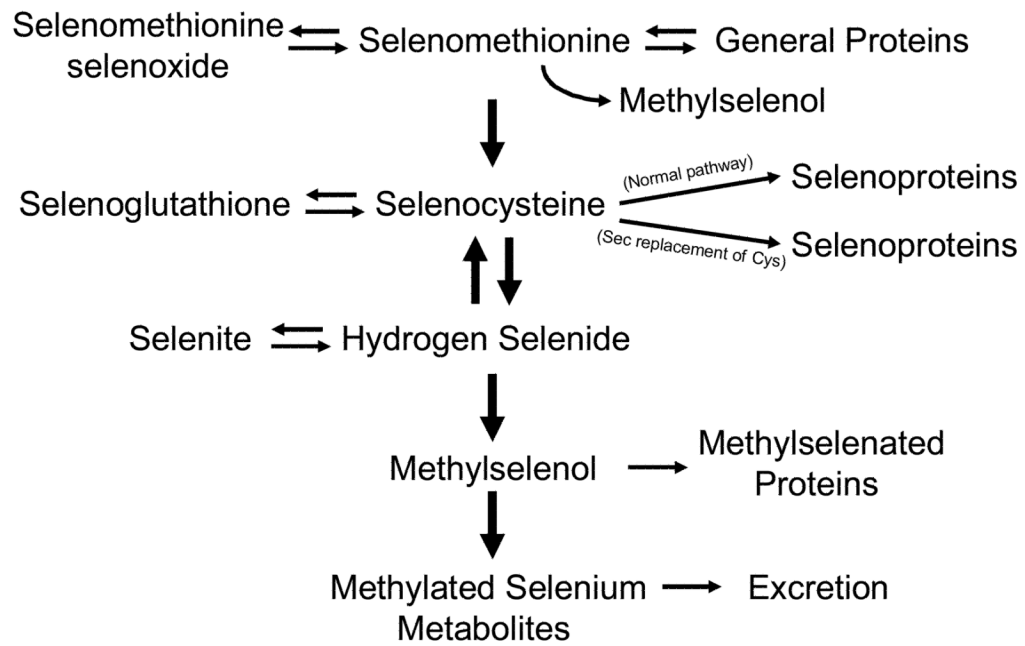 Selenomethionine
selenoxide
Selenomethionine
General Proteins
Methylselenol
Selenoglutathione
Selenocysteine
(Normal pathway)
Selenoproteins
(Sec replacement of Cys)
Selenoproteins
Selenite
Hydrogen Selenide
Methylselenol
Methylselenated
Proteins
Methylated Selenium
Metabolites
Excretion